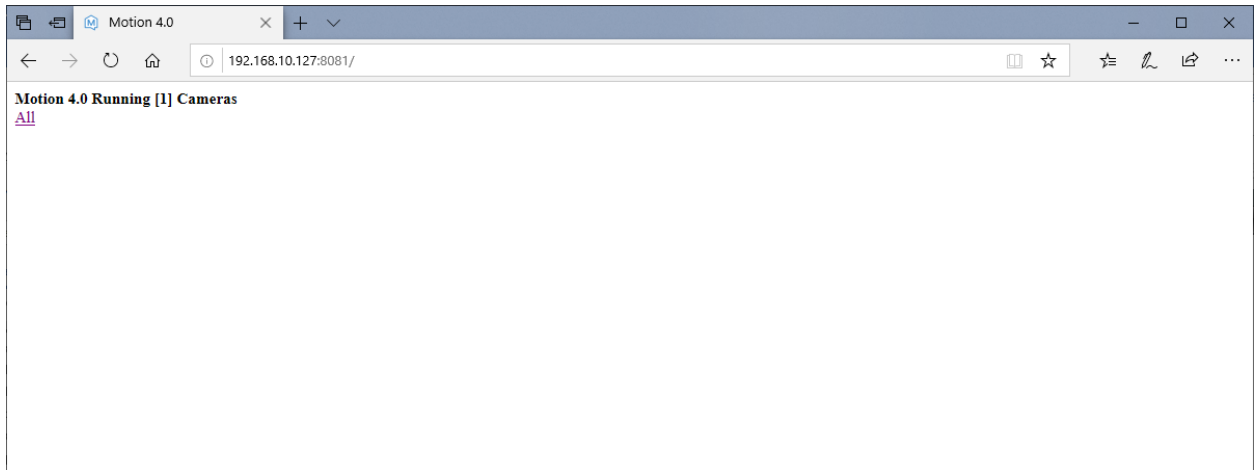 Motion 4.0
192.168.10.127:8081/
Motion 4.0 Running [1] Cameras
All